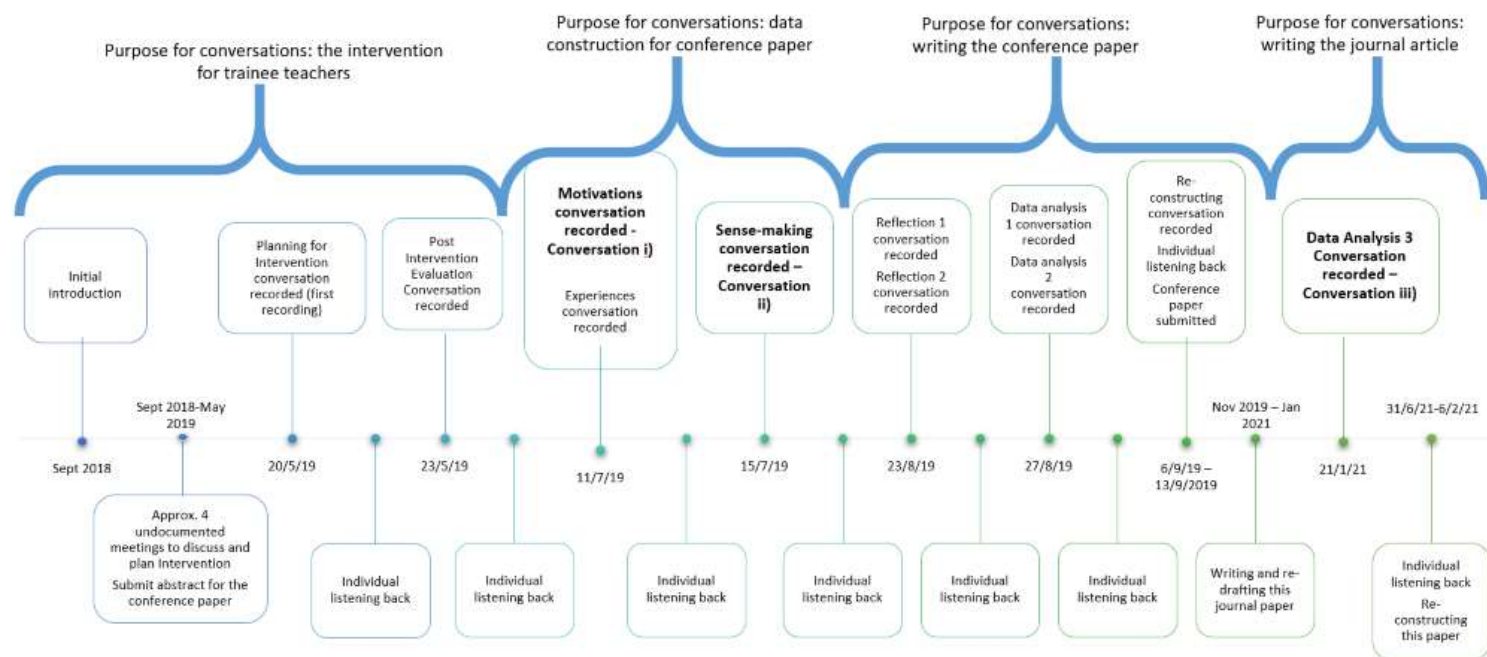 Purpose for conversations: the intervention
for trainee teachers
Purpose for conversations: data
construction for conference paper
Purpose for conversations:
writing the conference paper
Purpose for conversations:
writing the journal article
Initial
introduction
Planning for
Intervention
conversation
recorded (first
recording)
Post
Intervention
Evaluation
Conversation
recorded
Motivations
conversation
recorded -
Conversation i)
Experiences
conversation
recorded
Sense-making
conversation
recorded –
Conversation
ii)
Reflection 1
conversation
recorded
Reflection 2
conversation
recorded
Data analysis
1 conversation
recorded
Data analysis
2
conversation
recorded
Re-
constructing
conversation
recorded
Individual
listening back
Conference
paper
submitted
Data Analysis 3
Conversation
recorded –
Conversation iii)
Sept 2018
Sept 2018-May
2019
20/5/19
23/5/19
11/7/19
15/7/19
23/8/19
27/8/19
6/9/19 –
13/9/2019
Nov 2019 – Jan
2021
21/1/21
31/6/21-6/2/21
Approx. 4
undocumented
meetings to discuss and
plan Intervention
Submit abstract for the
conference paper
Individual
listening back
Individual
listening back
Individual
listening back
Individual
listening back
Individual
listening back
Individual
listening back
Writing and re-
drafting this
journal paper
Individual
listening back
Re-
constructing
this paper